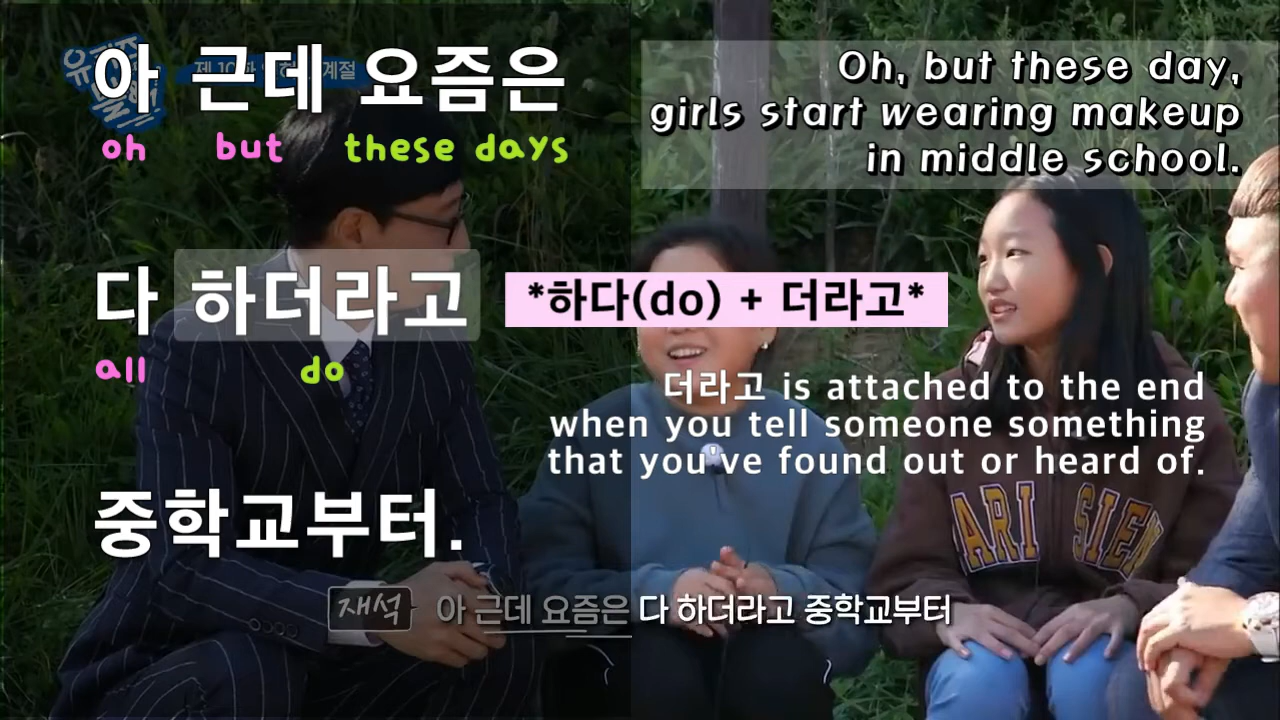 아 근데 요즘은
oh but these days
Oh, but these day,
girls start wearing makeup
in middle school.
다 하더라고
all do
*하다(do) + 더라고*
더라고 is attached to the end
when you tell someone something
that you've found out or heard of.
중학교부터.
재석 아 근데 요즘은 다 하더라고 중학교부터
ARI SIEN